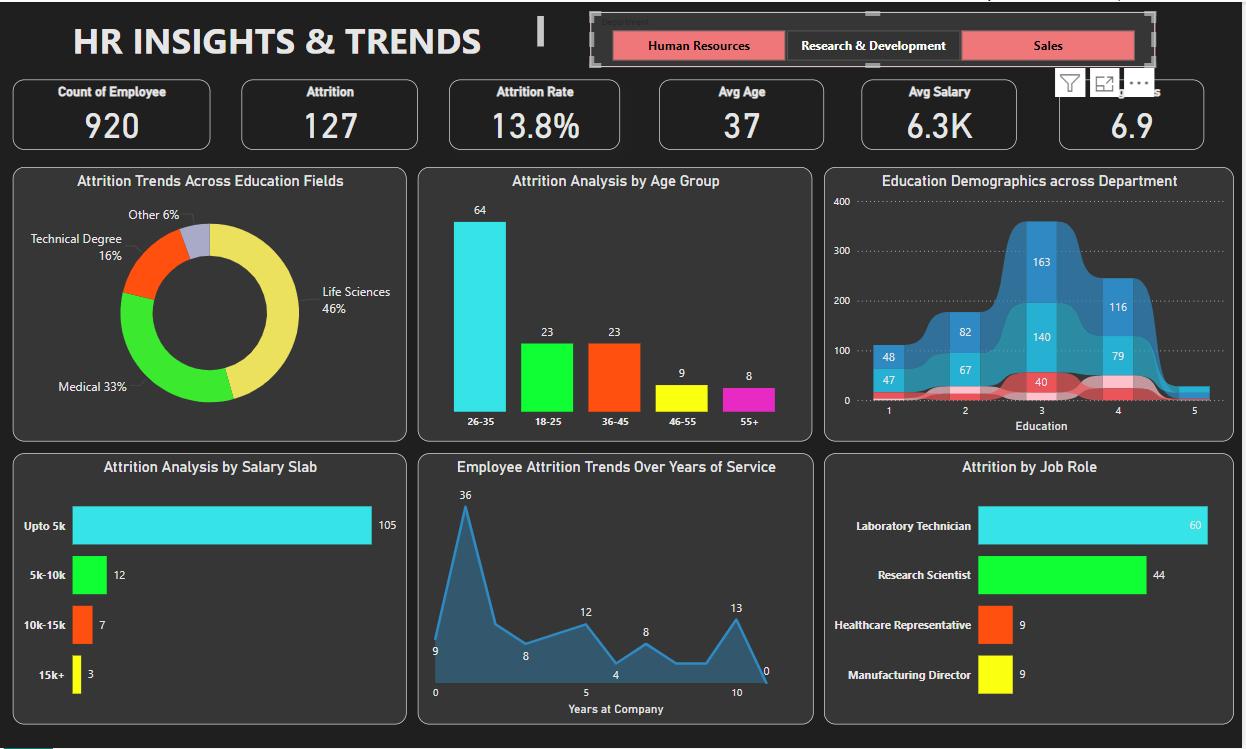 HR INSIGHTS & TRENDS
Department
Human Resources
Research & Development
Sales
Count of Employee
920
Attrition
127
Attrition Rate
13.8%
Avg Age
37
Avg Salary
6.3K
6.9
Attrition Trends Across Education Fields
Other 6%
Technical Degree
16%
Life Sciences
46%
Medical 33%
Attrition Analysis by Age Group
64
23
23
9
8
26-35
18-25
36-45
46-55
55+
Education Demographics across Department
400
300
200
100
0
163
82
116
140
48
67
79
47
40
1
2
3
4
5
Education
Attrition Analysis by Salary Slab
Upto 5k
105
5k-10k
12
10k-15k
7
15k+
3
Employee Attrition Trends Over Years of Service
36
12
13
9
8
8
4
0
0
5
10
Years at Company
Attrition by Job Role
Laboratory Technician
60
Research Scientist
44
Healthcare Representative
9
Manufacturing Director
9